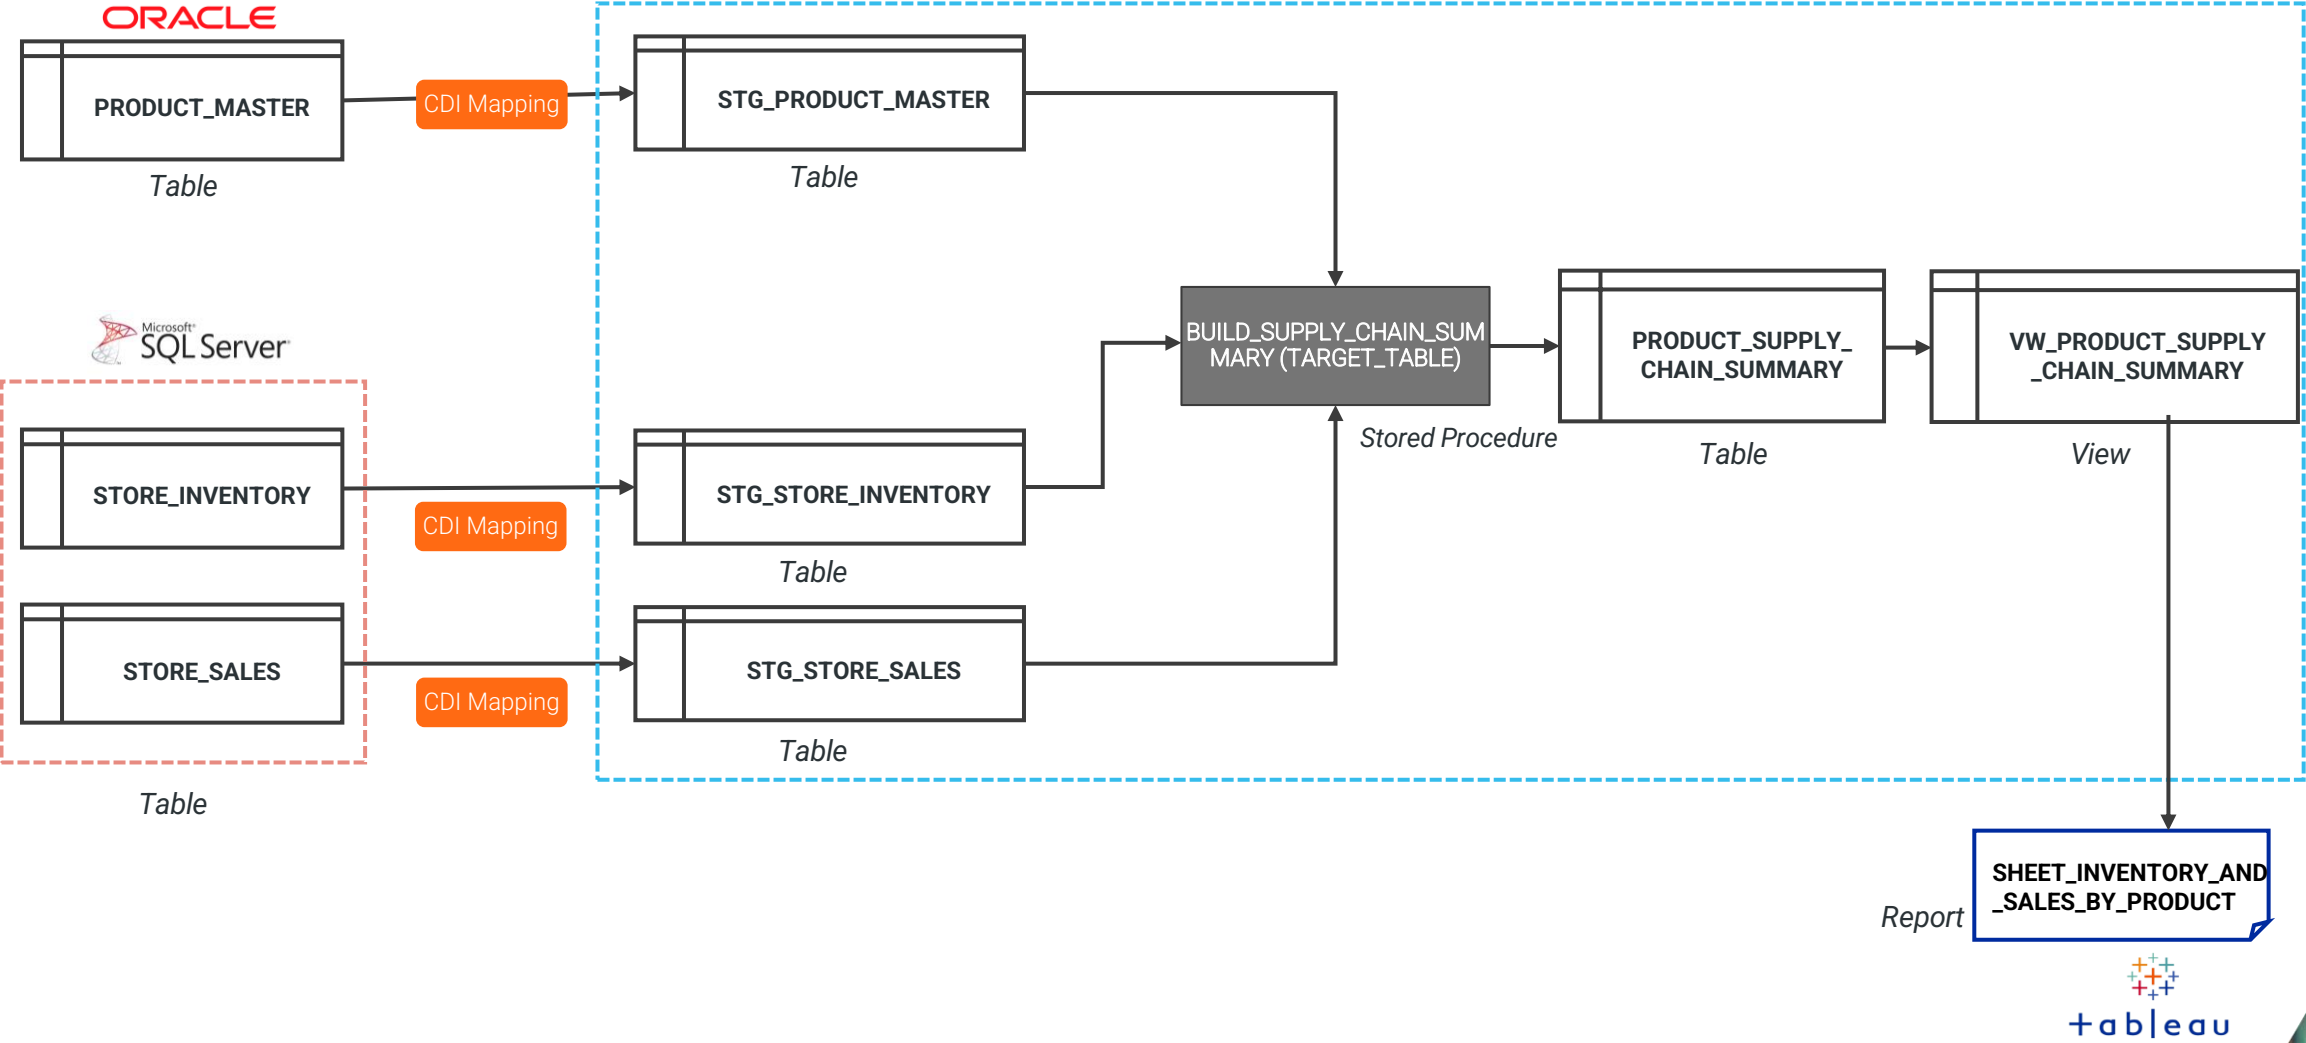 ORACLE
PRODUCT_MASTER
Table
CDI Mapping
STG_PRODUCT_MASTER
Table
Microsoft
SQL Server
STORE_INVENTORY
CDI Mapping
STORE_SALES
CDI Mapping
Table
STG_STORE_INVENTORY
Table
STG_STORE_SALES
Table
BUILD_SUPPLY_CHAIN_SUM
MARY (TARGET_TABLE)
Stored Procedure
PRODUCT_SUPPLY_
CHAIN_SUMMARY
Table
VW_PRODUCT_SUPPLY
_CHAIN_SUMMARY
View
SHEET_INVENTORY_AND
_SALES_BY_PRODUCT
Report
+ableau